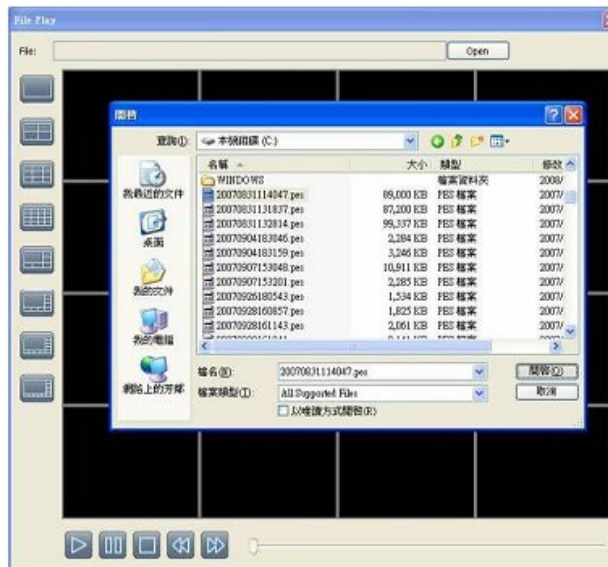 File Play
File:
Open
開啟
查詢(I):
本機磁碟 (C:)
名稱 大小 類型 修改
WINDOWS 檔案資料夾 2008/
20070831114047.pes 89,000 KB PES 檔案 2007/
20070831131837.pes 87,200 KB PES 檔案 2007/
20070831132814.pes 99,337 KB PES 檔案 2007/
20070904183046.pes 2,284 KB PES 檔案 2007/
20070904183159.pes 3,246 KB PES 檔案 2007/
20070907153048.pes 10,911 KB PES 檔案 2007/
20070907153201.pes 2,285 KB PES 檔案 2007/
20070926180543.pes 1,534 KB PES 檔案 2007/
20070928160857.pes 1,825 KB PES 檔案 2007/
20070928161143.pes 2,061 KB PES 檔案 2007/
我最近的文件
桌面
我的文件
我的電腦
網路上的芳鄰
檔名(N):
20070831114047.pes
開啟(O)
檔案類型(T):
All Supported Files
取消
以唯讀方式開啟(R)